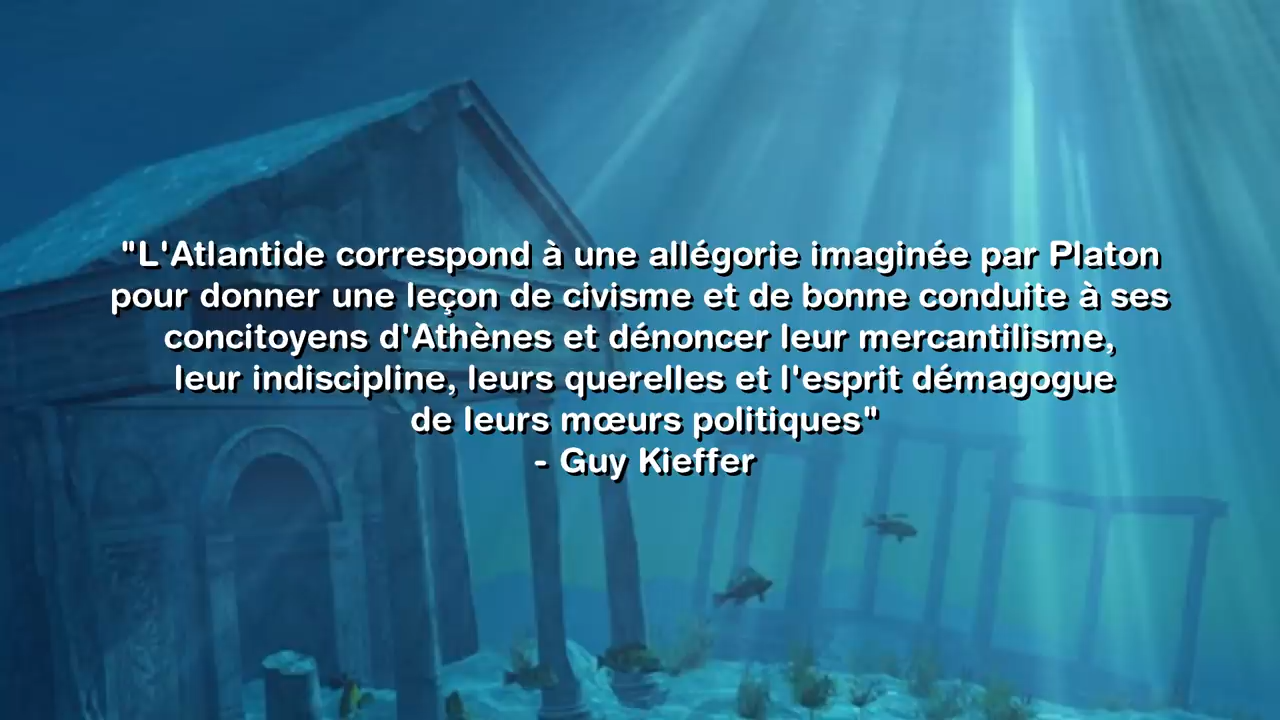 "L'Atlantide correspond à une allégorie imaginée par Platon
pour donner une leçon de civisme et de bonne conduite à ses
concitoyens d'Athènes et dénoncer leur mercantilisme,
leur indiscipline, leurs querelles et l'esprit démagogue
de leurs mœurs politiques"
- Guy Kieffer